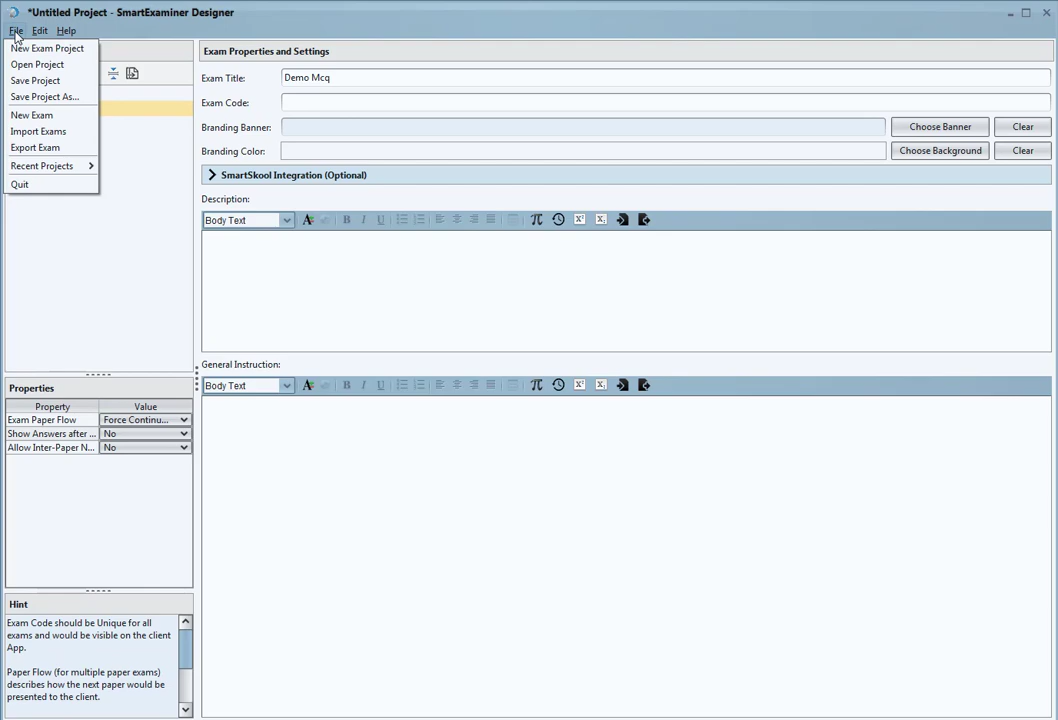 *Untitled Project - SmartExaminer Designer
File Edit Help
New Exam Project
Open Project
Save Project
Save Project As...
New Exam
Import Exams
Export Exam
Recent Projects
Quit
Exam Properties and Settings
Exam Title: Demo Mcq
Exam Code:
Branding Banner: Choose Banner Clear
Branding Color: Choose Background Clear
SmartSkool Integration (Optional)
Description:
Body Text A B I U π X² X₂
General Instruction:
Body Text A B I U π X² X₂
Properties
Property Value
Exam Paper Flow Force Continu...
Show Answers after ... No
Allow Inter-Paper N... No
Hint
Exam Code should be Unique for all
exams and would be visible on the client
App.
Paper Flow (for multiple paper exams)
describes how the next paper would be
presented to the client.